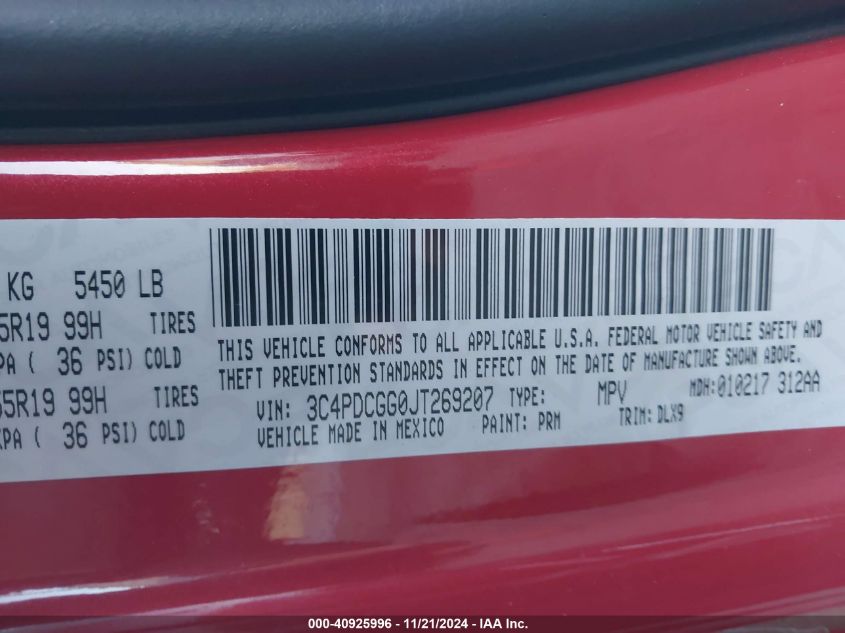 KG 5450 LB
5R19 99H TIRES
PA ( 36 PSI) COLD
55R19 99H TIRES
KPA ( 36 PSI) COLD
THIS VEHICLE CONFORMS TO ALL APPLICABLE U.S.A. FEDERAL MOTOR VEHICLE SAFETY AND
THEFT PREVENTION STANDARDS IN EFFECT ON THE DATE OF MANUFACTURE SHOWN ABOVE.
VIN: 3C4PDCGG0JT269207 TYPE: MPV MDH:010217 312AA
VEHICLE MADE IN MEXICO PAINT: PRM TRIM: DLX9
000-40925996 - 11/21/2024 - IAA Inc.